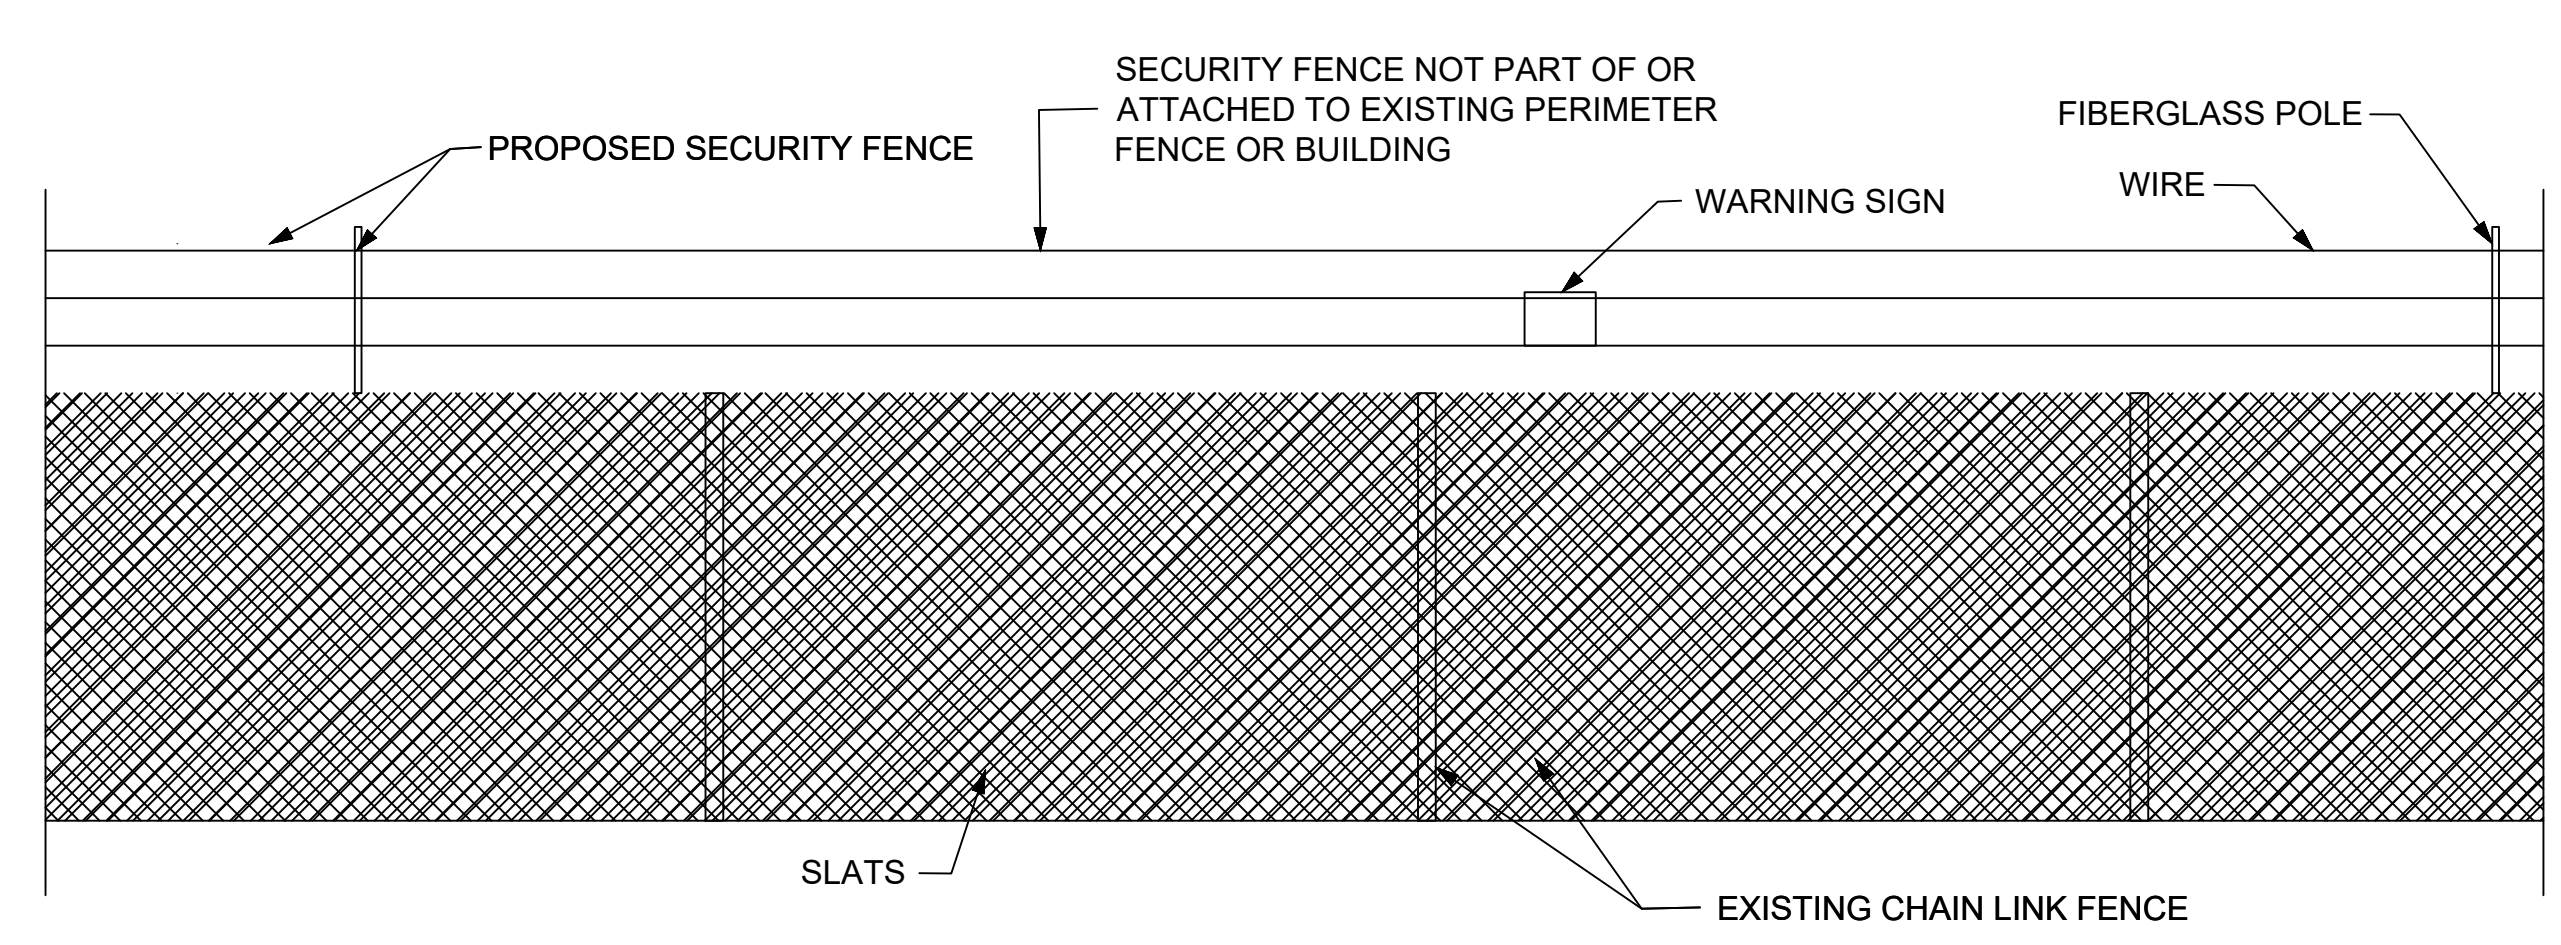 SECURITY FENCE NOT PART OF OR
ATTACHED TO EXISTING PERIMETER
FENCE OR BUILDING
PROPOSED SECURITY FENCE
FIBERGLASS POLE
WIRE
WARNING SIGN
SLATS
EXISTING CHAIN LINK FENCE